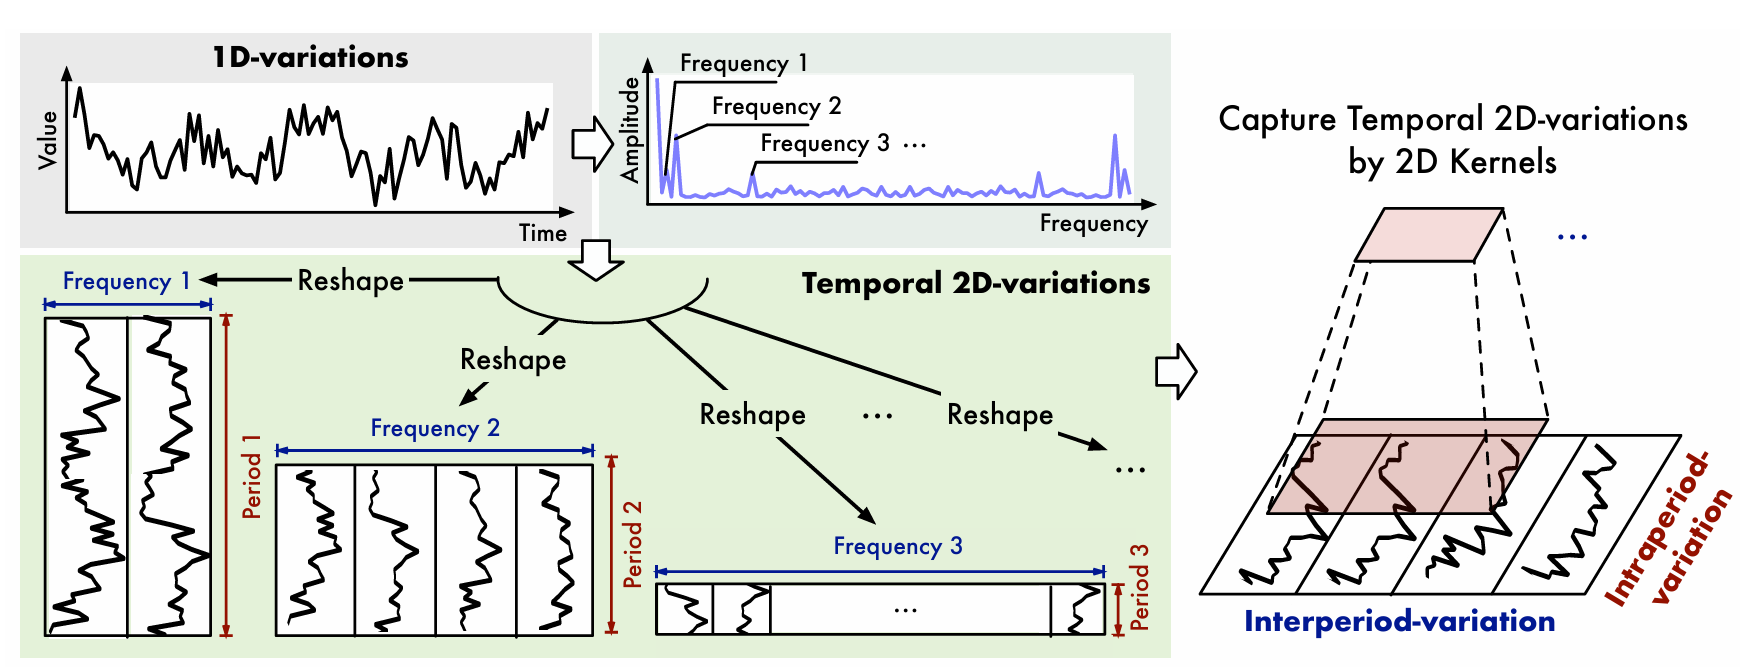 1D-variations
Value
Time
Amplitude
Frequency 1
Frequency 2
Frequency 3 ...
Frequency
Temporal 2D-variations
Frequency 1
Reshape
Period 1
Reshape
Frequency 2
Period 2
Reshape
...
Reshape
...
Frequency 3
...
Period 3
Capture Temporal 2D-variations
by 2D Kernels
...
Interperiod-variation
Intraperiod-
variation